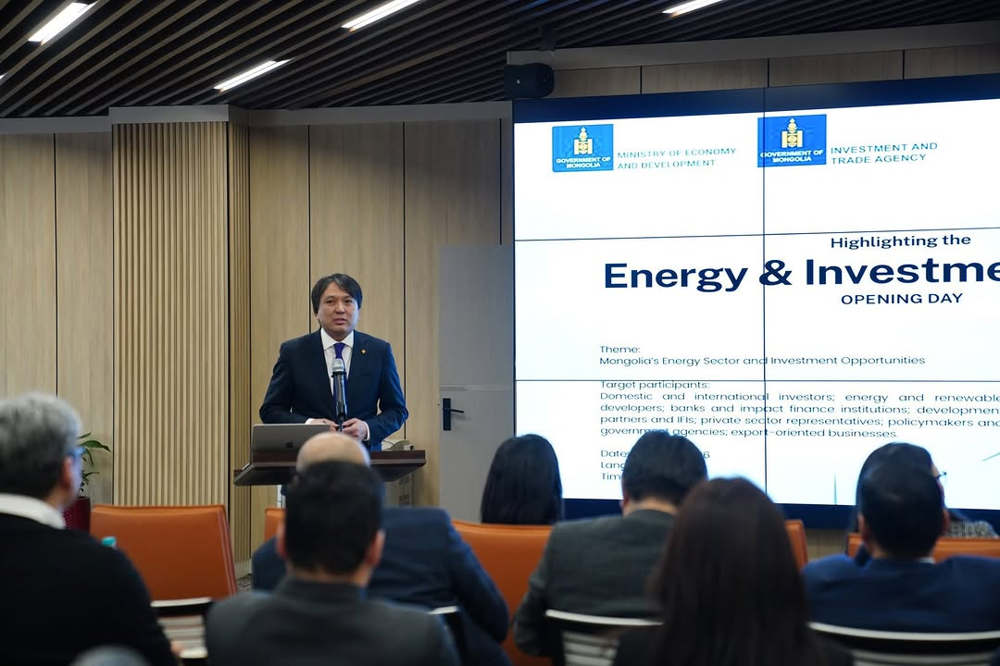 GOVERNMENT OF
MONGOLIA
MINISTRY OF ECONOMY
AND DEVELOPMENT
GOVERNMENT OF
MONGOLIA
INVESTMENT AND
TRADE AGENCY
Highlighting the
Energy & Investme
OPENING DAY
Theme:
Mongolia's Energy Sector and Investment Opportunities
Target participants:
Domestic and international investors; energy and renewable
developers; banks and impact finance institutions; developmen
partners and IFIs; private sector representatives; policymakers and
government agencies; export-oriented businesses.
Date
Lang
Tim